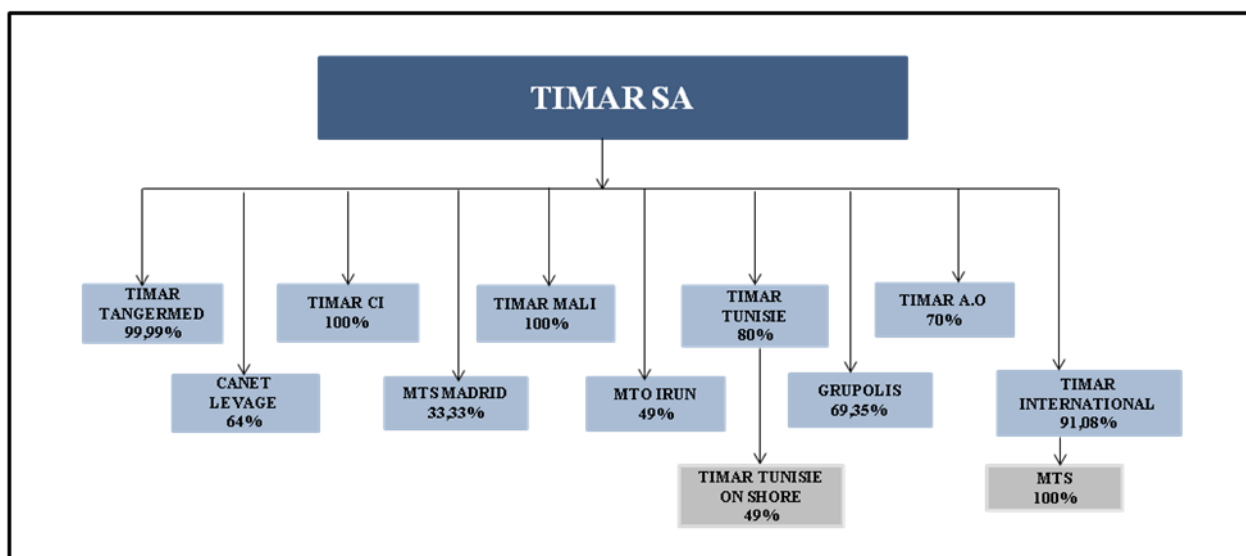 TIMAR SA
TIMAR
TANGERMED
99,99%
TIMAR CI
100%
TIMAR MALI
100%
TIMAR
TUNISIE
80%
TIMAR A.O
70%
CANET
LEVAGE
64%
MTS MADRID
33,33%
MTO IRUN
49%
GRUPOLIS
69,35%
TIMAR
INTERNATIONAL
91,08%
TIMAR TUNISIE
ON SHORE
49%
MTS
100%